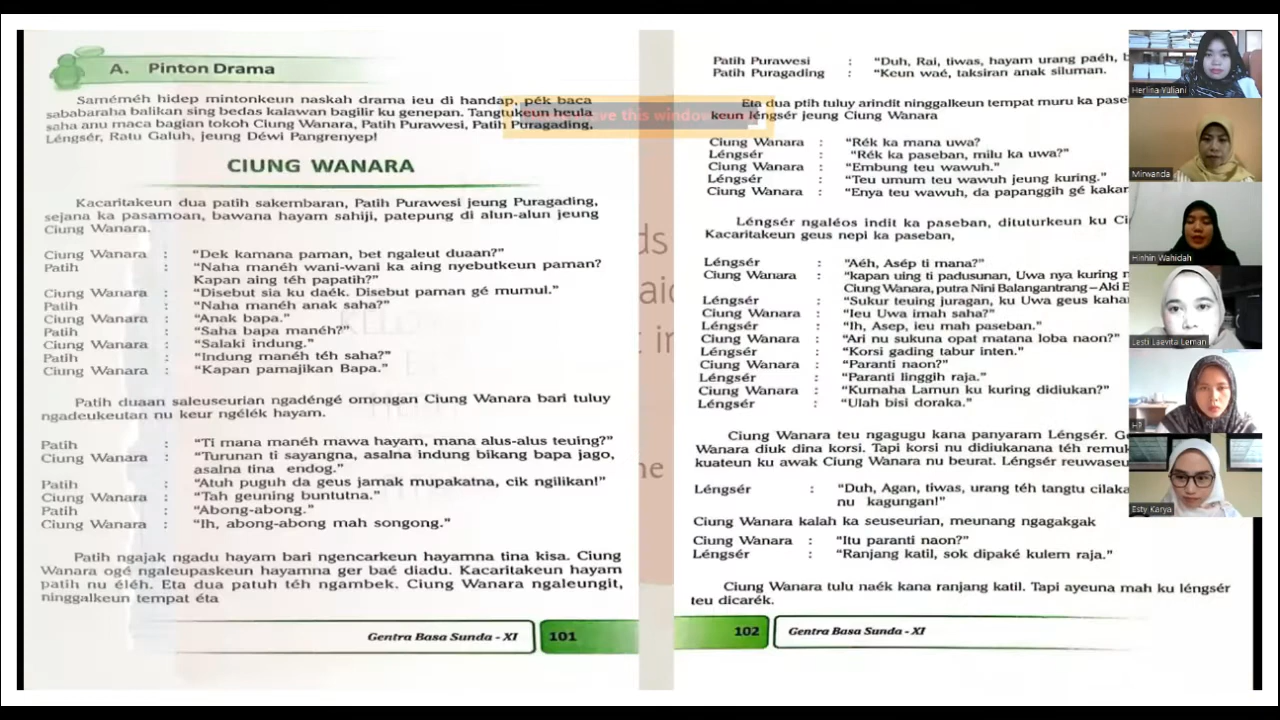 A. Pinton Drama
Saméméh hidep mintonkeun naskah drama ieu di handap, pék baca
sababaraha balikan sing bedas kalawan bagilir ku genepan. Tangtukeun heula
saha anu maca bagian tokoh Ciung Wanara, Patih Purawesi, Patih Puragading,
Léngsér, Ratu Galuh, jeung Déwi Pangrenyep!
CIUNG WANARA
Kacaritakeun dua patih sakembaran, Patih Purawesi jeung Puragading,
sejana ka pasamoan, bawana hayam sahiji, patepung di alun-alun jeung
Ciung Wanara.
Ciung Wanara : “Dek kamana paman, bet ngaleut duaan?”
Patih : “Naha manéh wani-wani ka aing nyebutkeun paman?
Kapan aing téh papatih?”
Ciung Wanara : “Disebut sia ku daék. Disebut paman gé mumul.”
Patih : “Naha manéh anak saha?”
Ciung Wanara : “Anak bapa.”
Patih : “Saha bapa manéh?”
Ciung Wanara : “Salaki indung.”
Patih : “Indung manéh téh saha?”
Ciung Wanara : “Kapan pamajikan Bapa.”
Patih duaan saleuseurian ngadéngé omongan Ciung Wanara bari tuluy
ngadeukeutan nu keur ngélék hayam.
Patih : “Ti mana manéh mawa hayam, mana alus-alus teuing?”
Ciung Wanara : “Turunan ti sayangna, asalna indung bikang bapa jago,
asalna tina endog.”
Patih : “Atuh puguh da geus jamak mupakatna, cik ngilikan!”
Ciung Wanara : “Tah geuning buntutna.”
Patih : “Abong-abong.”
Ciung Wanara : “Ih, abong-abong mah songong.”
Patih ngajak ngadu hayam bari ngencarkeun hayamna tina kisa. Ciung
Wanara ogé ngaleupaskeun hayamna ger baé diadu. Kacaritakeun hayam
patih nu éléh. Eta dua patuh téh ngambek. Ciung Wanara ngaleungit,
ninggalkeun tempat éta
Gentra Basa Sunda - XI 101
Patih Purawesi : “Duh, Rai, tiwas, hayam urang paéh,
Patih Puragading : “Keun waé, taksiran anak siluman.
Eta dua ptih tuluy arindit ninggalkeun tempat muru ka
keun léngsér jeung Ciung Wanara
Ciung Wanara : “Rék ka mana uwa?
Léngsér : “Rék ka paseban, milu ka uwa?”
Ciung Wanara : “Embung teu wawuh.”
Léngsér : “Teu umum teu wawuh jeung kuring.”
Ciung Wanara : “Enya teu wawuh, da papanggih gé
Léngsér ngaléos indit ka paseban, dituturkeun ku
Kacaritakeun geus nepi ka paseban,
Léngsér : “Aéh, Asép ti mana?”
Ciung Wanara : “kapan uing ti padusunan, Uwa nya kuring
Ciung Wanara, putra Nini Balangantrang – Aki
Léngsér : “Sukur teuing juragan, ku Uwa geus
Ciung Wanara : “Ieu Uwa imah saha?”
Léngsér : “Ih, Asep, ieu mah paseban.”
Ciung Wanara : “Ari nu sukuna opat matana loba naon?”
Léngsér : “Korsi gading tabur inten.”
Ciung Wanara : “Paranti naon?”
Léngsér : “Paranti linggih raja.”
Ciung Wanara : “Kumaha Lamun ku kuring didiukan?”
Léngsér : “Ulah bisi doraka.”
Ciung Wanara teu ngagugu kana panyaram Léngsér.
Wanara diuk dina korsi. Tapi korsi nu didiukanana téh
kuateun ku awak Ciung Wanara nu beurat. Léngsér
Léngsér : “Duh, Agan, tiwas, urang téh tangtu
nu kagungan!”
Ciung Wanara kalah ka seuseurian, meunang ngagakgak
Ciung Wanara : “Itu paranti naon?”
Léngsér : “Ranjang katil, sok dipaké kulem raja.”
Ciung Wanara tulu naék kana ranjang katil. Tapi ayeuna mah ku léngsér
teu dicarék.
102 Gentra Basa Sunda - XI
Herlina Yuliani
Mirwanda
Hinhin Wahidah
Lesti Laevita Leman
Esty Karya